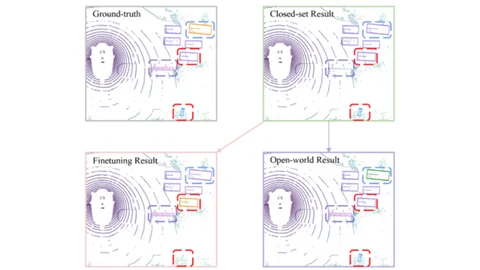 Ground-truth
Closed-set Result
Finetuning Result
Open-world Result